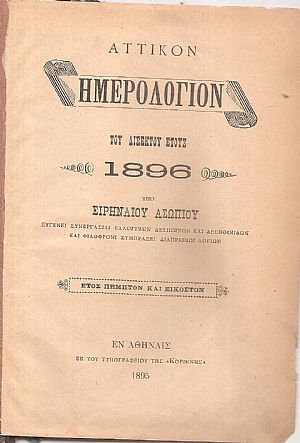 ΑΤΤΙΚΟΝ
ΗΜΕΡΟΛΟΓΙΟΝ
ΤΟΥ ΔΙΣΕΚΤΟΥ ΕΤΟΥΣ
1896
ΥΠΟ
ΕΙΡΗΝΑΙΟΥ ΑΣΩΠΙΟΥ
ΕΥΓΕΝΕΙ ΣΥΝΕΡΓΑΣΙΑΙ ΕΛΛΟΓΙΜΩΝ ΔΕΣΠΟΙΝΩΝ ΚΑΙ ΔΕΣΠΟΙΝΙΔΩΝ
ΚΑΙ ΦΙΛΟΦΡΟΝΙ ΣΥΜΠΡΑΞΕΙ ΔΙΑΠΡΕΠΩΝ ΛΟΓΙΩΝ
ΕΤΟΣ ΠΕΜΠΤΟΝ ΚΑΙ ΕΙΚΟΣΤΟΝ
ΕΝ ΑΘΗΝΑΙΣ
ΕΚ ΤΟΥ ΤΥΠΟΓΡΑΦΕΙΟΥ ΤΗΣ «ΚΟΡΙΝΝΗΣ»
1895